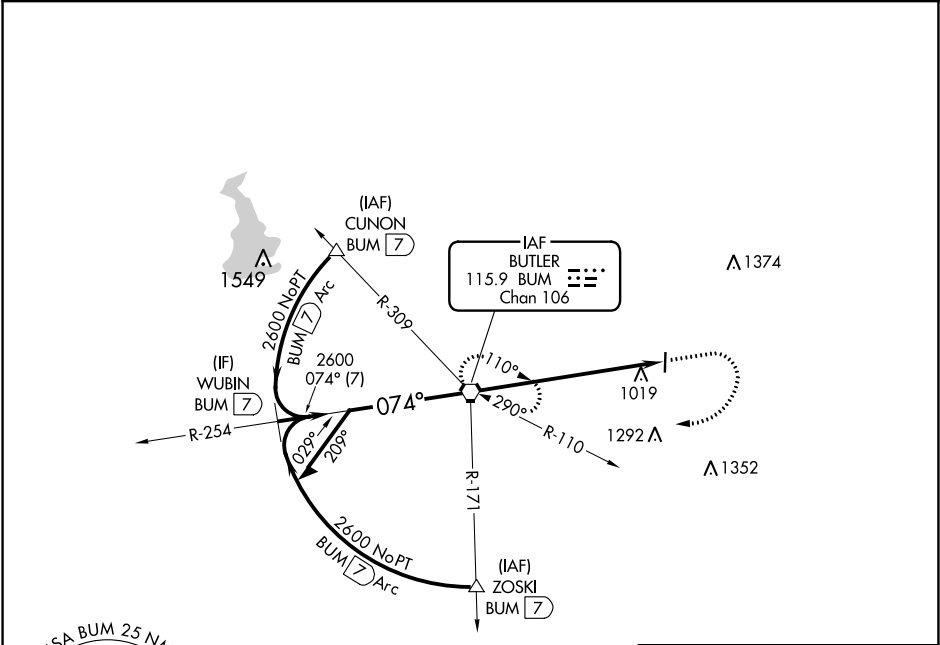 (IAF)
CUNON
BUM 7
1549
2600 NoPT
BUM 7 Arc
R-309
IAF
BUTLER
115.9 BUM
Chan 106
1374
(IF)
WUBIN
BUM 7
2600
074° (7)
074°
110°
290°
R-110
1019
1292
1352
R-254
029°
209°
R-171
2600 NoPT
BUM 7 Arc
(IAF)
ZOSKI
BUM 7
SA BUM 25 N